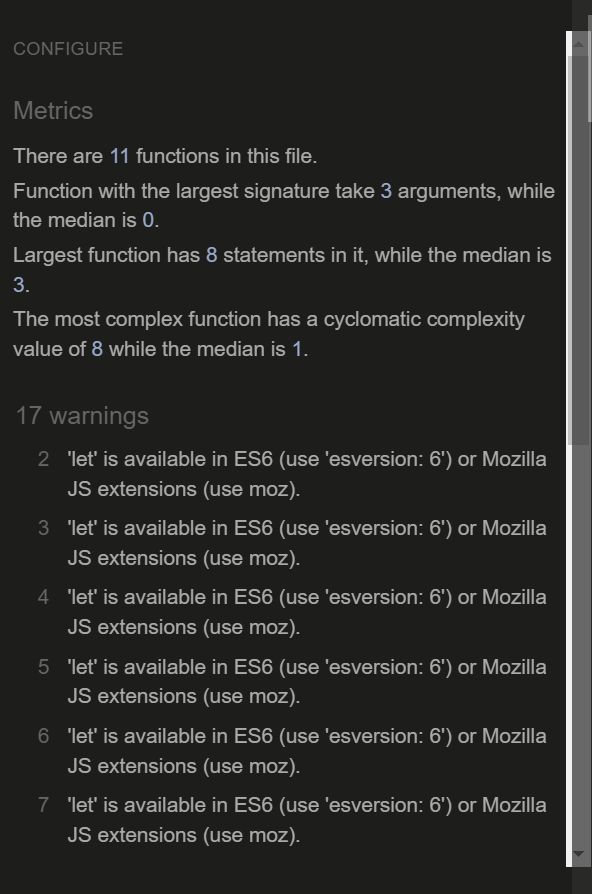 CONFIGURE
Metrics
There are 11 functions in this file.
Function with the largest signature take 3 arguments, while
the median is 0.
Largest function has 8 statements in it, while the median is
3.
The most complex function has a cyclomatic complexity
value of 8 while the median is 1.
17 warnings
2 'let' is available in ES6 (use 'esversion: 6') or Mozilla
JS extensions (use moz).
3 'let' is available in ES6 (use 'esversion: 6') or Mozilla
JS extensions (use moz).
4 'let' is available in ES6 (use 'esversion: 6') or Mozilla
JS extensions (use moz).
5 'let' is available in ES6 (use 'esversion: 6') or Mozilla
JS extensions (use moz).
6 'let' is available in ES6 (use 'esversion: 6') or Mozilla
JS extensions (use moz).
7 'let' is available in ES6 (use 'esversion: 6') or Mozilla
JS extensions (use moz).